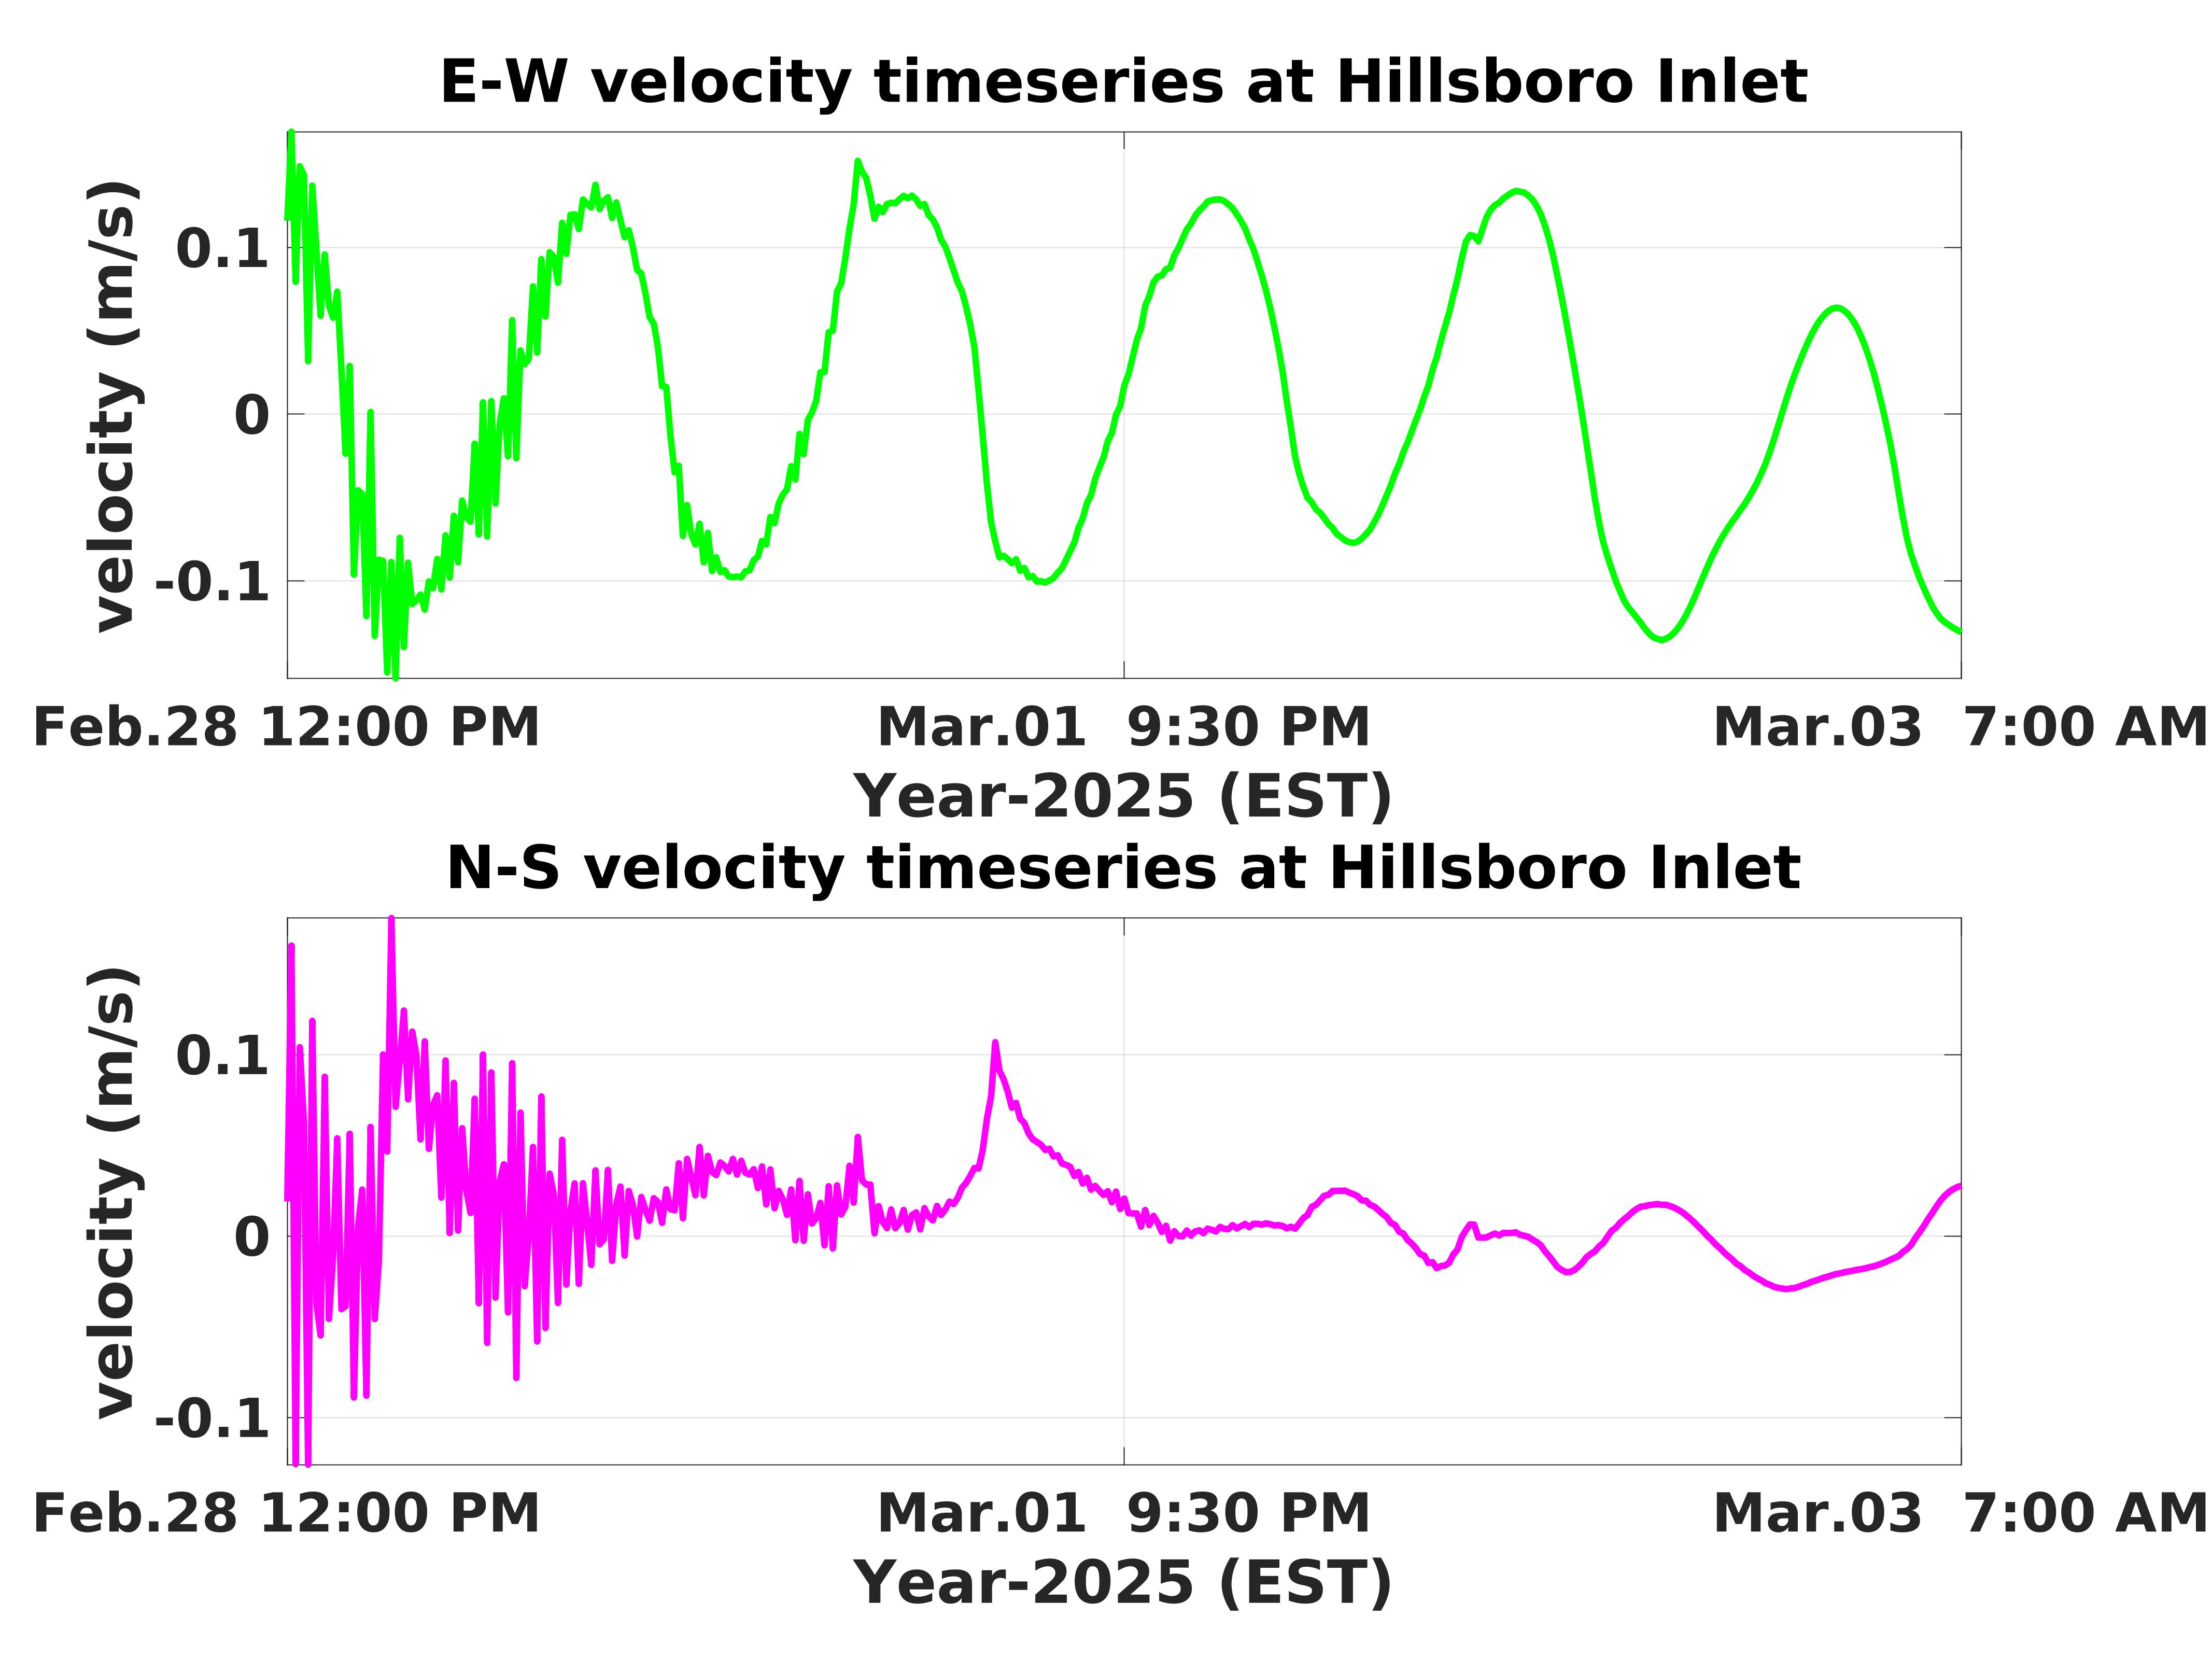 E-W velocity timeseries at Hillsboro Inlet
velocity (m/s)
0.1
0
-0.1
Feb.28 12:00 PM
Mar.01  9:30 PM
Mar.03  7:00 AM
Year-2025 (EST)
N-S velocity timeseries at Hillsboro Inlet
velocity (m/s)
0.1
0
-0.1
Feb.28 12:00 PM
Mar.01  9:30 PM
Mar.03  7:00 AM
Year-2025 (EST)